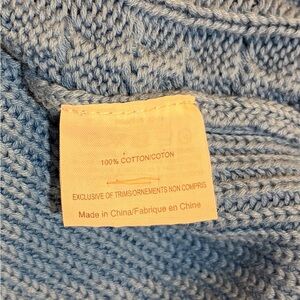 100% COTTON/COTON
EXCLUSIVE OF TRIMS/ORNEMENTS NON COMPRIS
Made in China/Fabrique en Chine